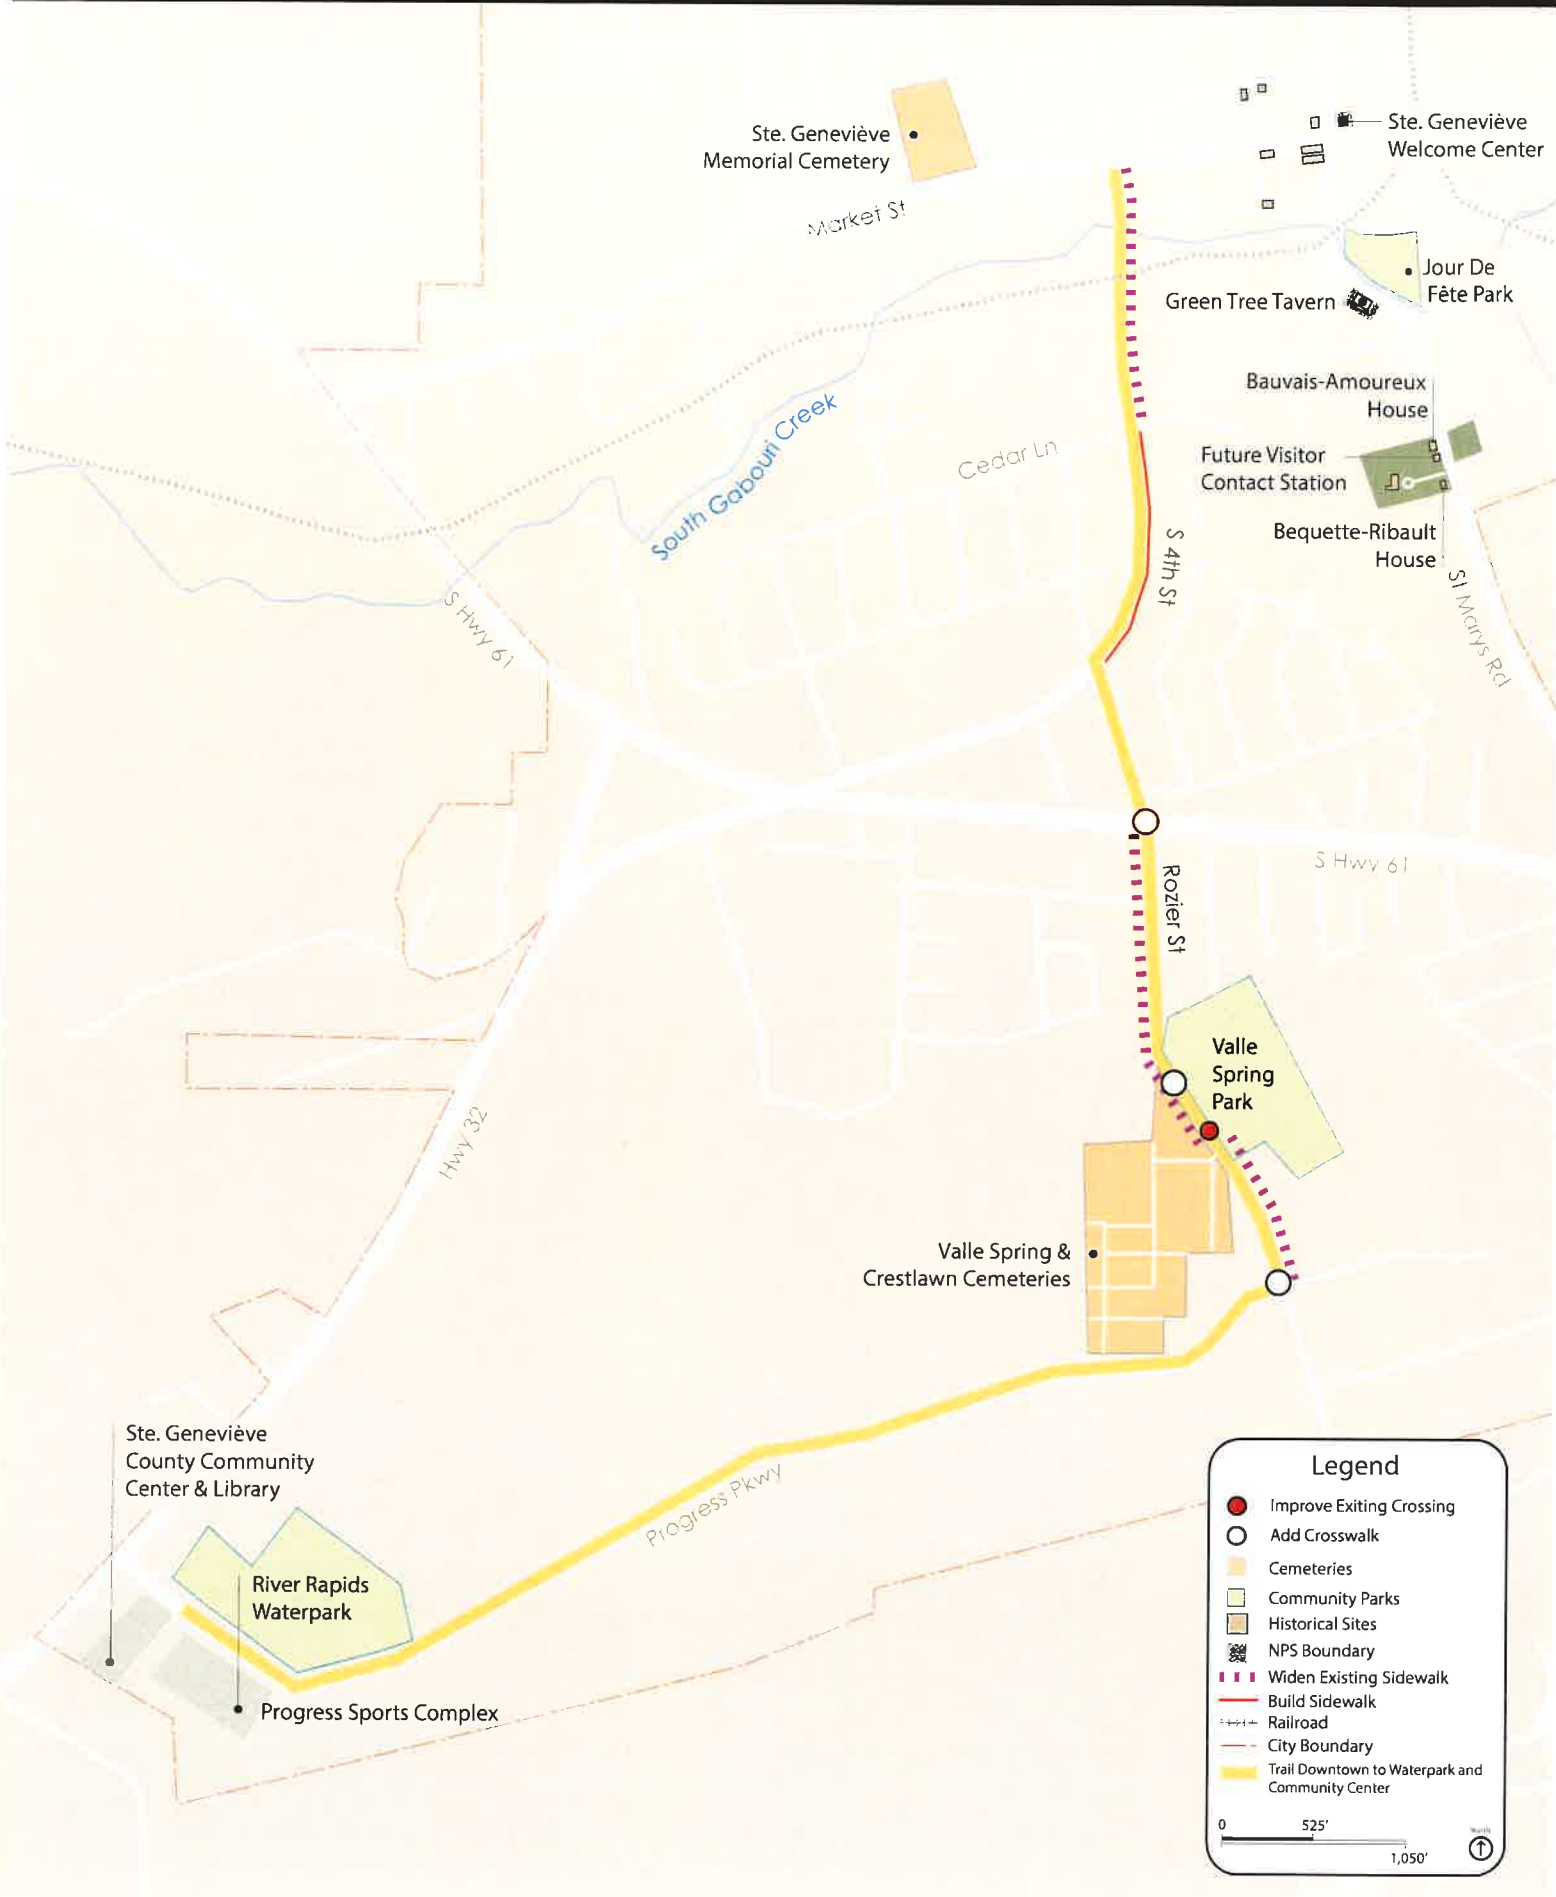 Ste. Geneviève
Memorial Cemetery
Ste. Geneviève
Welcome Center
Market St
Jour De
Fête Park
Green Tree Tavern
Bauvais-Amoureux
House
South Gabouri Creek
Cedar Ln
Future Visitor
Contact Station
S 4th St
Bequette-Ribault
House
St Marys Rd
S Hwy 61
S Hwy 61
Rozier St
Valle
Spring
Park
Hwy 32
Valle Spring &
Crestlawn Cemeteries
Ste. Geneviève
County Community
Center & Library
Progress Pkwy
River Rapids
Waterpark
Progress Sports Complex
Legend
Improve Exiting Crossing
Add Crosswalk
Cemeteries
Community Parks
Historical Sites
NPS Boundary
Widen Existing Sidewalk
Build Sidewalk
Railroad
City Boundary
Trail Downtown to Waterpark and
Community Center
0 525'
1,050'
North